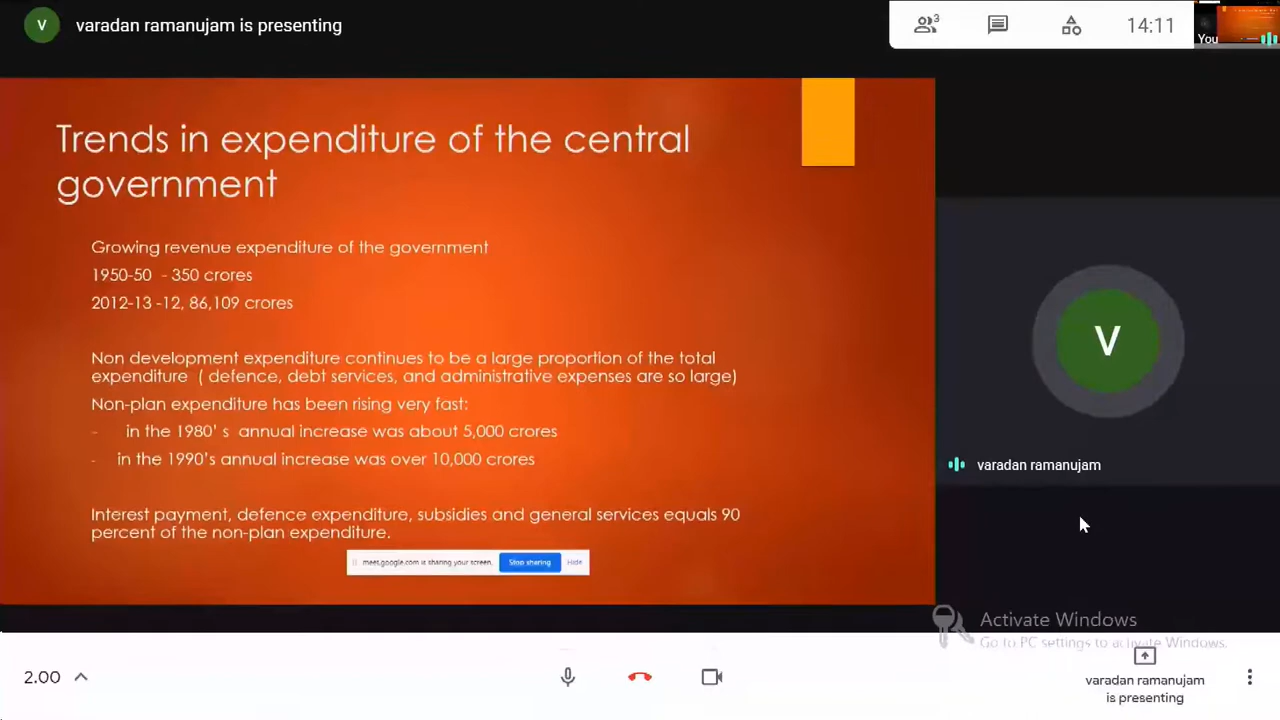 V
varadan ramanujam is presenting
3
14:11
You
Trends in expenditure of the central
government
Growing revenue expenditure of the government
1950-50 - 350 crores
2012-13 -12, 86,109 crores
Non development expenditure continues to be a large proportion of the total
expenditure ( defence, debt services, and administrative expenses are so large)
Non-plan expenditure has been rising very fast:
- in the 1980' s annual increase was about 5,000 crores
- in the 1990's annual increase was over 10,000 crores
Interest payment, defence expenditure, subsidies and general services equals 90
percent of the non-plan expenditure.
meet.google.com is sharing your screen.
Stop sharing
Hide
V
varadan ramanujam
Activate Windows
Go to PC settings to activate Windows.
2.00
varadan ramanujam
is presenting